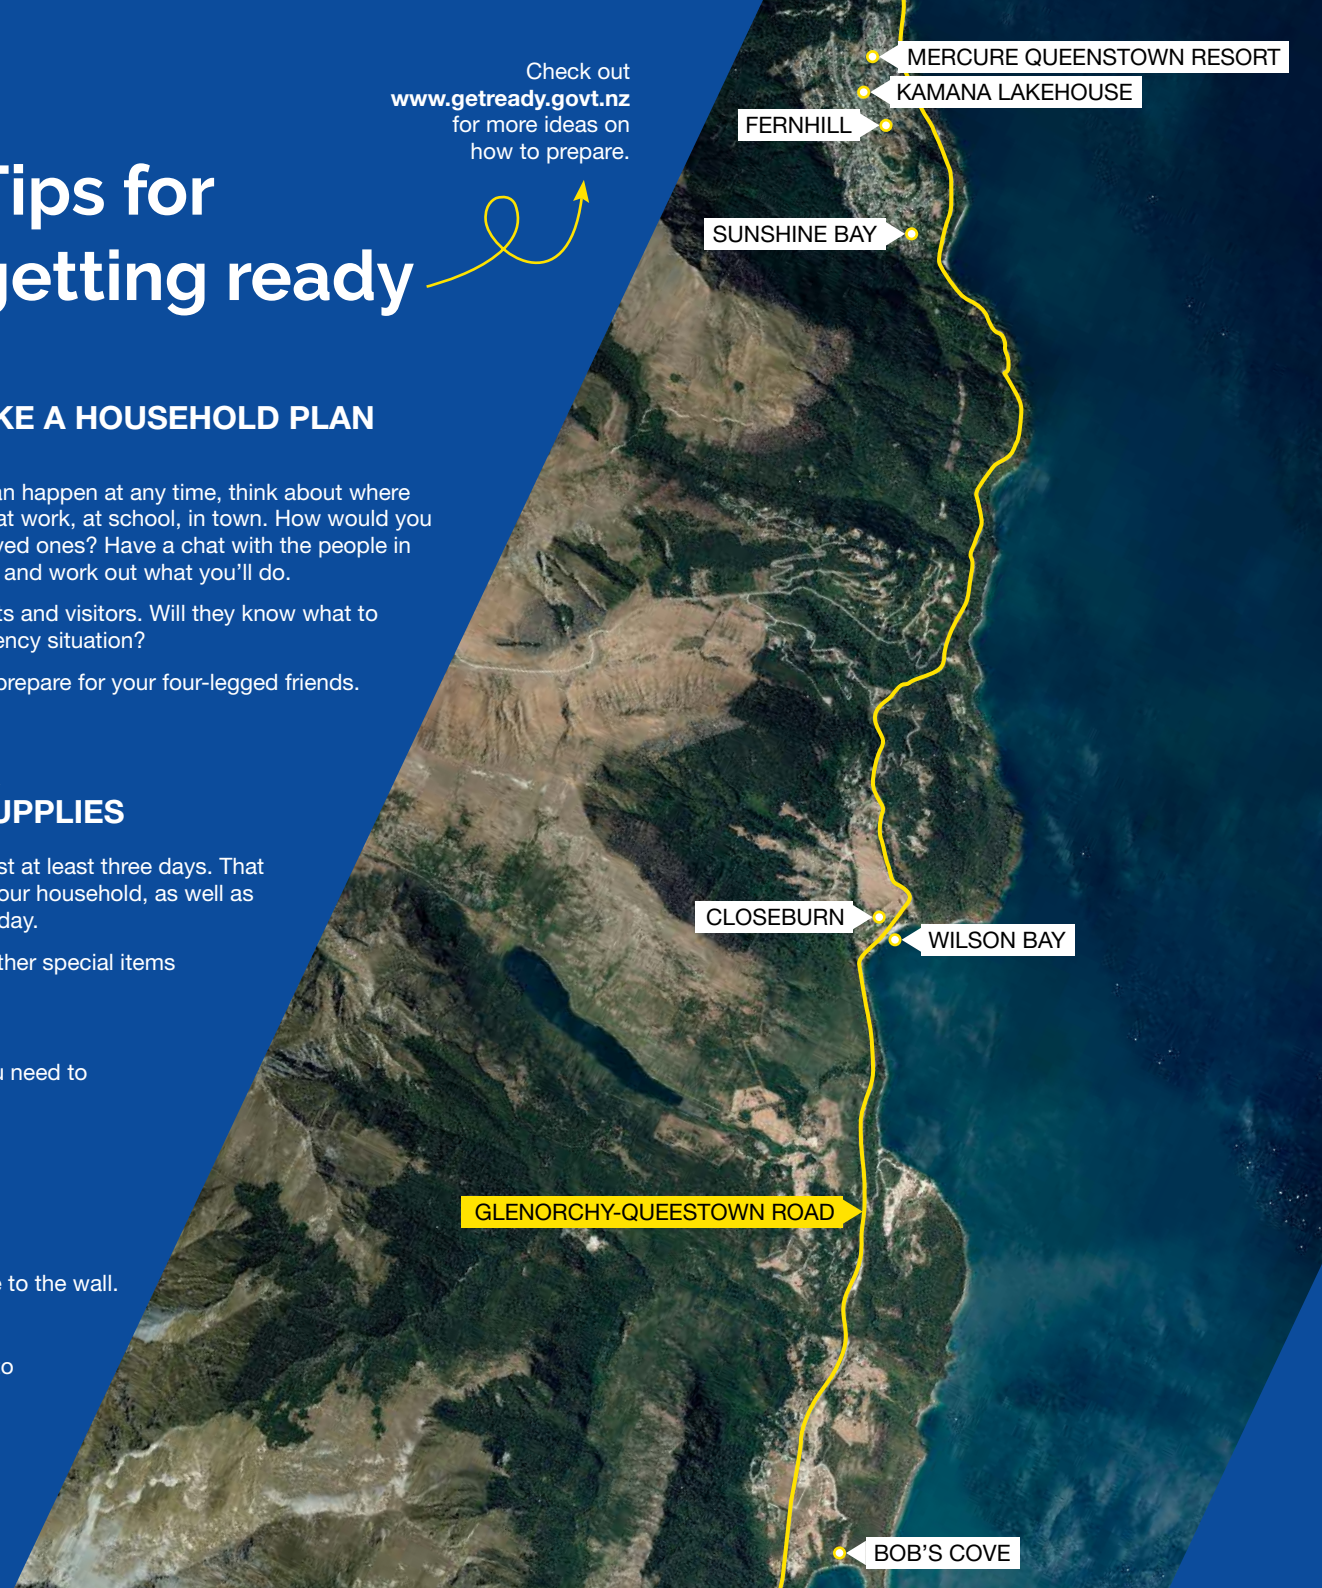 Check out
www.getready.govt.nz
for more ideas on
how to prepare.
Tips for
getting ready
KE A HOUSEHOLD PLAN
an happen at any time, think about where
at work, at school, in town. How would you
ved ones? Have a chat with the people in
and work out what you'll do.
ts and visitors. Will they know what to
ency situation?
prepare for your four-legged friends.
UPPLIES
st at least three days. That
our household, as well as
day.
ther special items
u need to
e to the wall.
o
MERCURE QUEENSTOWN RESORT
KAMANA LAKEHOUSE
FERNHILL
SUNSHINE BAY
CLOSEBURN
WILSON BAY
GLENORCHY-QUEESTOWN ROAD
BOB'S COVE